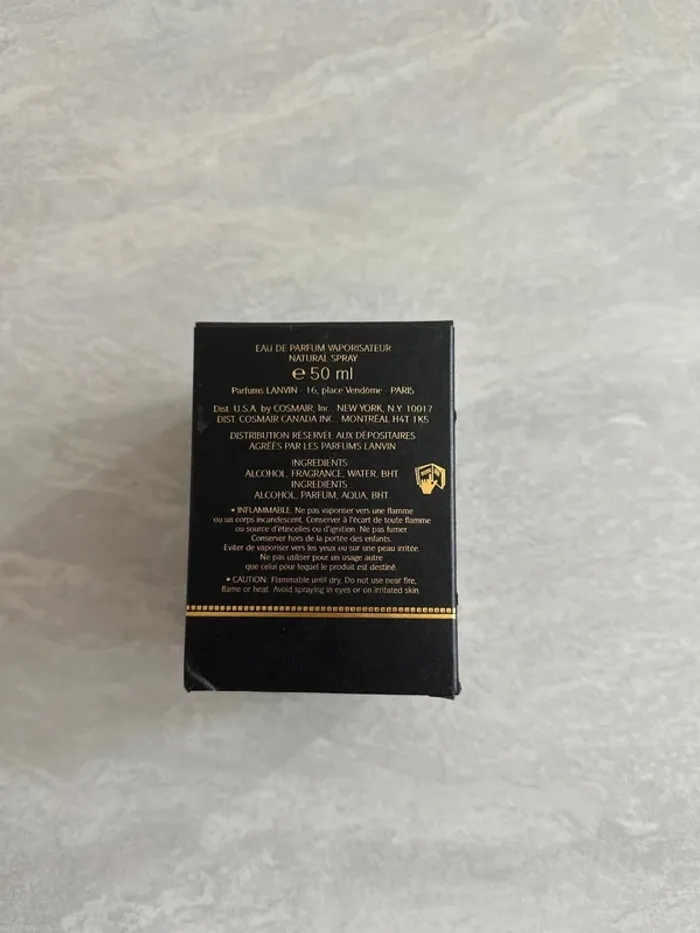 EAU DE PARFUM VAPORISATEUR
NATURAL SPRAY
e 50 ml
Parfums LANVIN - 16, place Vendôme - PARIS
Dist. U.S.A. by COSMAIR, Inc., NEW YORK, N.Y. 10017
DIST. COSMAIR CANADA INC., MONTRÉAL H4T 1K5
DISTRIBUTION RÉSERVÉE AUX DÉPOSITAIRES
AGRÉÉS PAR LES PARFUMS LANVIN
INGREDIENTS :
ALCOHOL, FRAGRANCE, WATER, BHT.
INGREDIENTS :
ALCOHOL, PARFUM, AQUA, BHT
• INFLAMMABLE. Ne pas vaporiser vers une flamme
ou un corps incandescent. Conserver à l'écart de toute flamme
ou source d'étincelles ou d'ignition. Ne pas fumer.
Conserver hors de la portée des enfants.
Eviter de vaporiser vers les yeux ou sur une peau irritée.
Ne pas utiliser pour un usage autre
que celui pour lequel le produit est destiné.
• CAUTION: Flammable until dry. Do not use near fire,
flame or heat. Avoid spraying in eyes or on irritated skin.